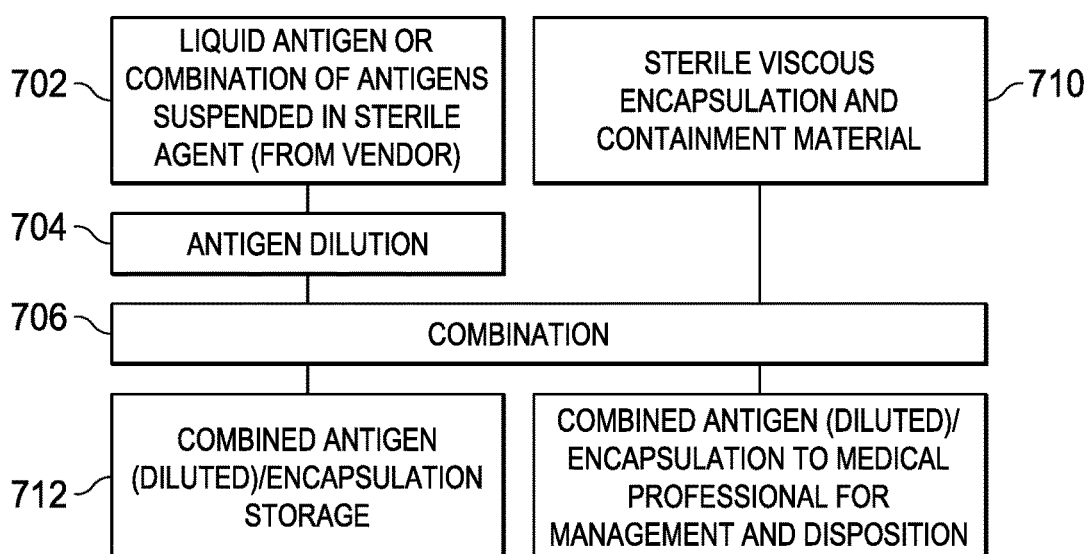 702
LIQUID ANTIGEN OR
COMBINATION OF ANTIGENS
SUSPENDED IN STERILE
AGENT (FROM VENDOR)
STERILE VISCOUS
ENCAPSULATION AND
CONTAINMENT MATERIAL
710
704
ANTIGEN DILUTION
706
COMBINATION
712
COMBINED ANTIGEN
(DILUTED)/ENCAPSULATION
STORAGE
COMBINED ANTIGEN (DILUTED)/
ENCAPSULATION TO MEDICAL
PROFESSIONAL FOR
MANAGEMENT AND DISPOSITION